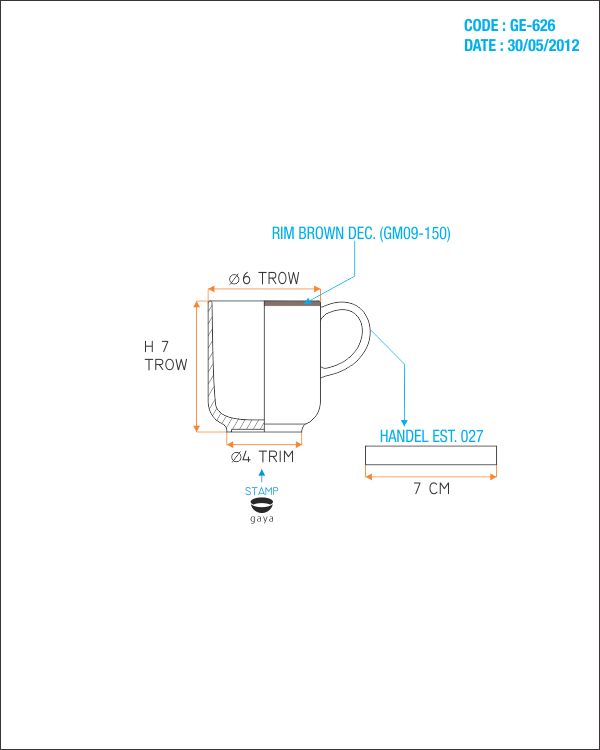 CODE : GE-626
DATE : 30/05/2012
RIM BROWN DEC. (GM09-150)
Ø6 TROW
H 7
TROW
HANDEL EST. 027
Ø4 TRIM
7 CM
STAMP
gaya